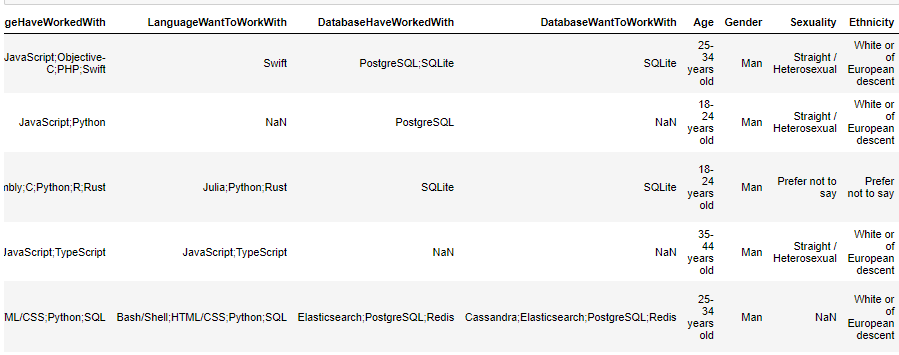 geHaveWorkedWith LanguageWantToWorkWith DatabaseHaveWorkedWith DatabaseWantToWorkWith Age Gender Sexuality Ethnicity
JavaScript;Objective-C;PHP;Swift Swift PostgreSQL;SQLite SQLite 25-34 years old Man Straight / Heterosexual White or of European descent
JavaScript;Python NaN PostgreSQL NaN 18-24 years old Man Straight / Heterosexual White or of European descent
mbly;C;Python;R;Rust Julia;Python;Rust SQLite SQLite 18-24 years old Man Prefer not to say Prefer not to say
JavaScript;TypeScript JavaScript;TypeScript NaN NaN 35-44 years old Man Straight / Heterosexual White or of European descent
ML/CSS;Python;SQL Bash/Shell;HTML/CSS;Python;SQL Elasticsearch;PostgreSQL;Redis Cassandra;Elasticsearch;PostgreSQL;Redis 25-34 years old Man NaN White or of European descent